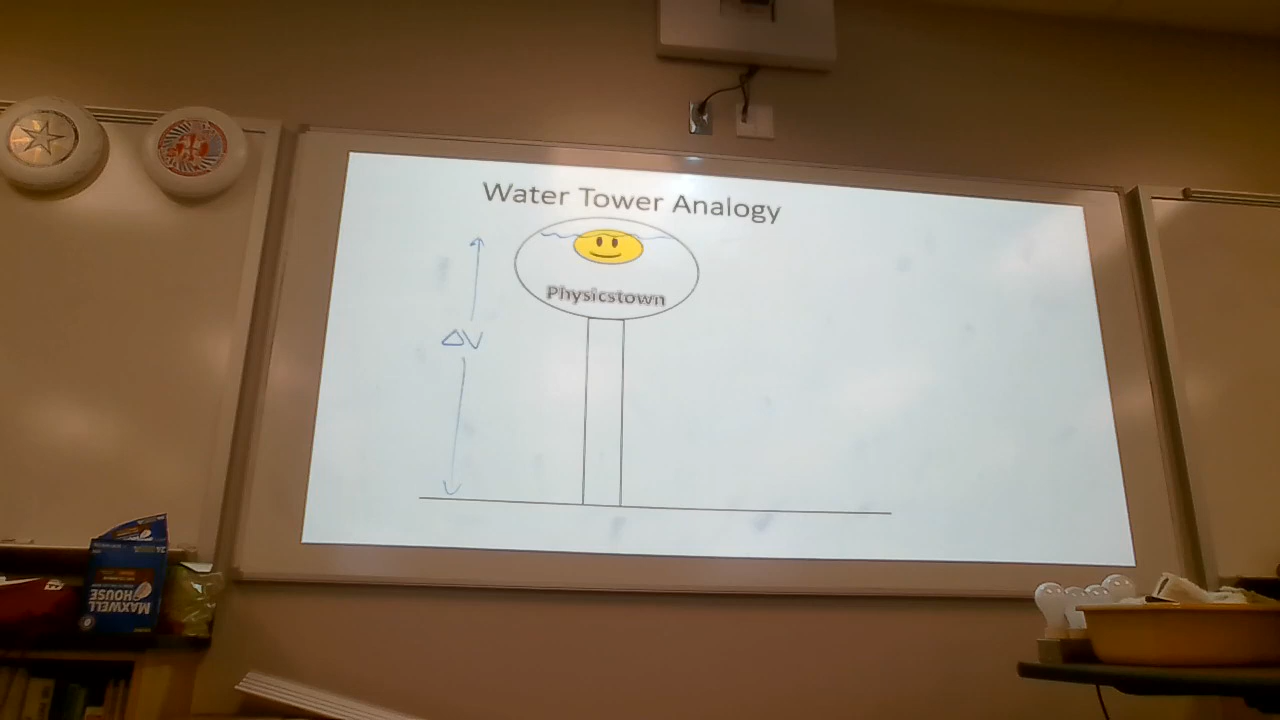 Water Tower Analogy
Physicstown
ΔV
MAXWELL
HOUSE